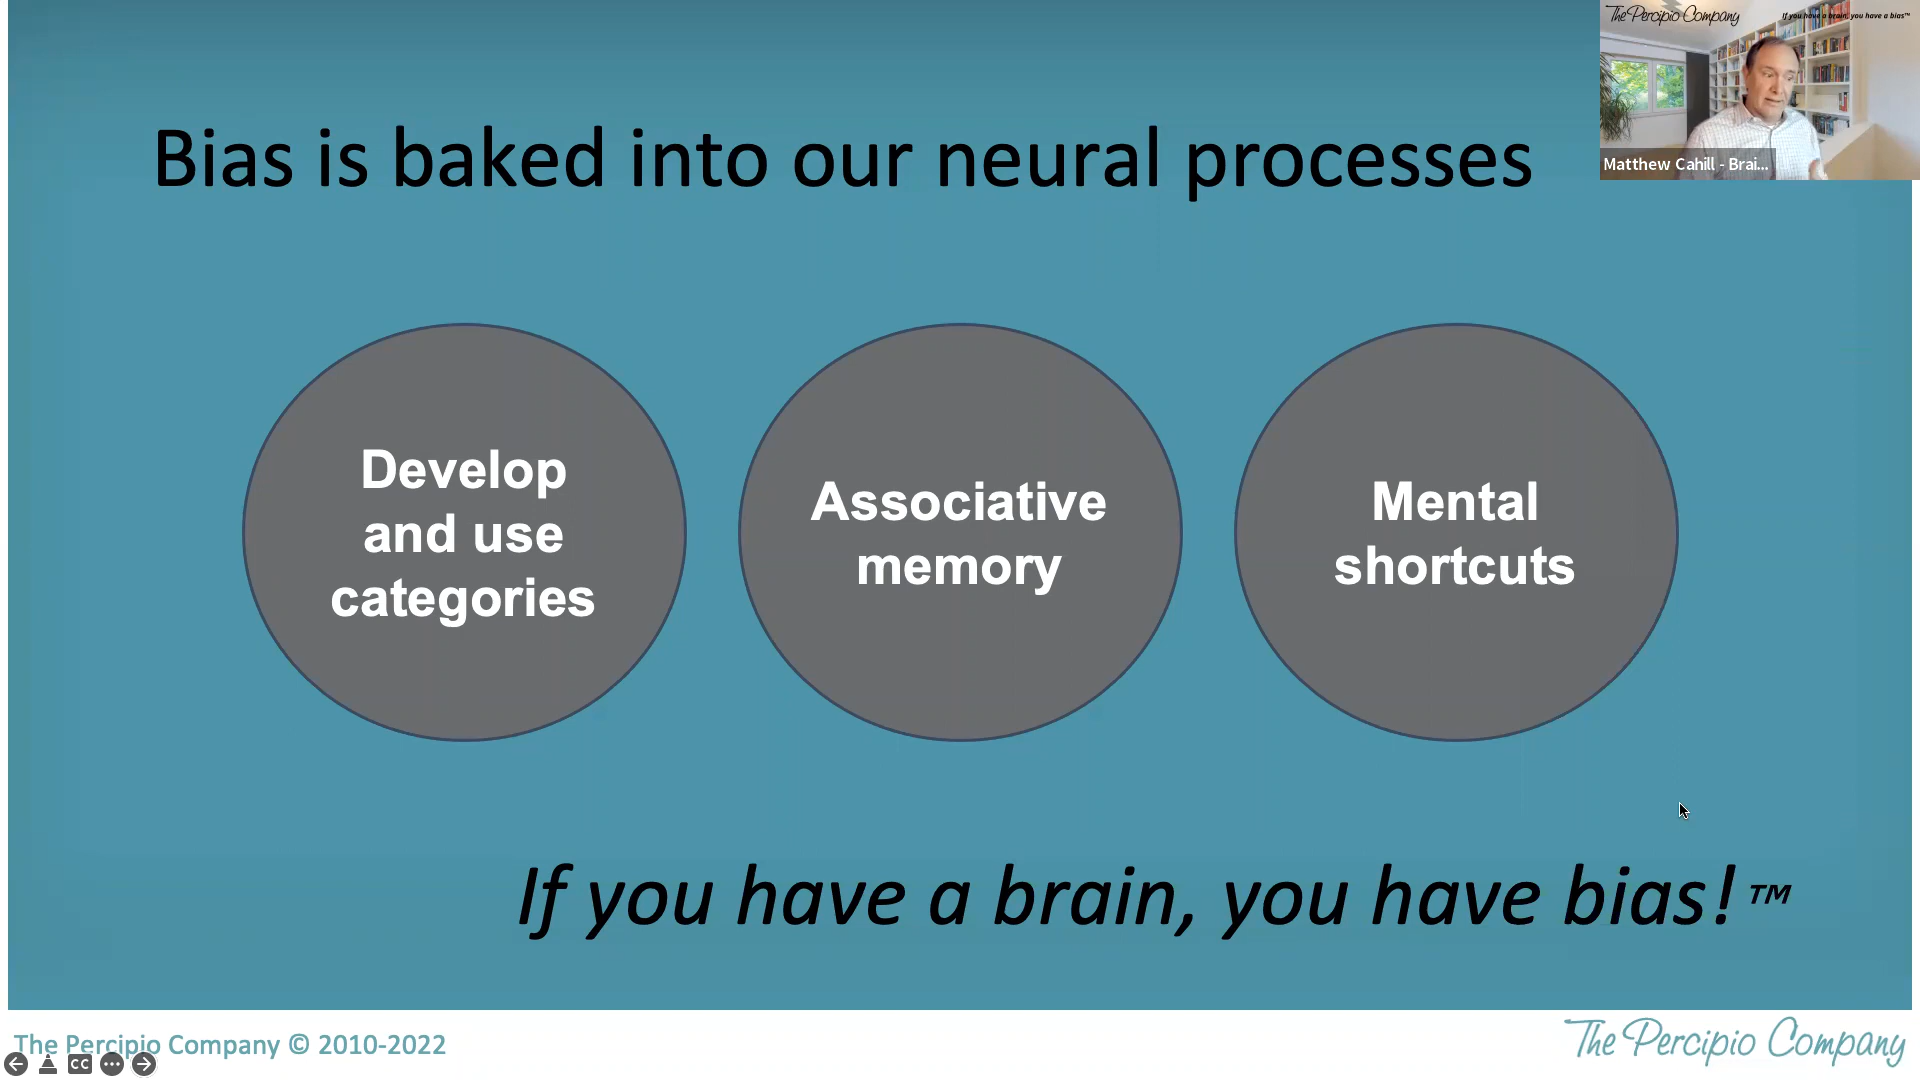 The Percipio Company
If you have a brain, you have a bias™
Matthew Cahill - Brai...
Bias is baked into our neural processes
Develop
and use
categories
Associative
memory
Mental
shortcuts
If you have a brain, you have bias!™
The Percipio Company © 2010-2022
CC
The Percipio Company